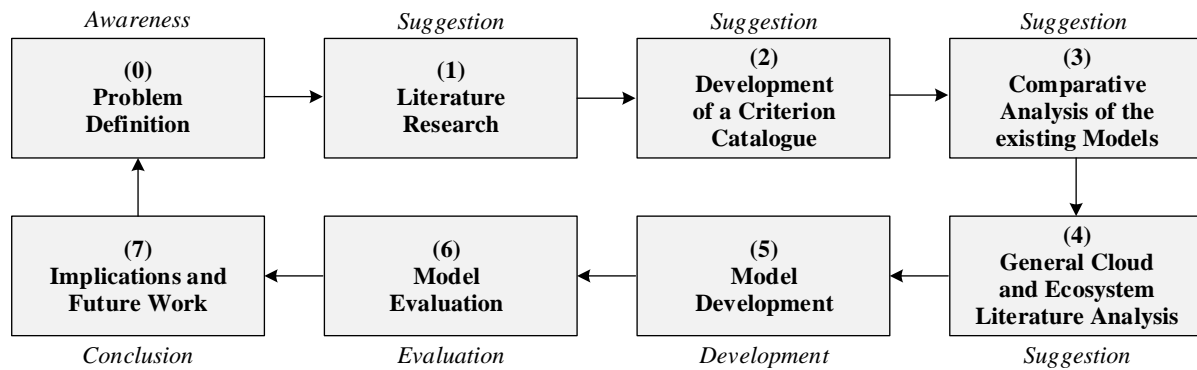 Awareness
Suggestion
Suggestion
Suggestion
(0)
Problem
Definition
(1)
Literature
Research
(2)
Development
of a Criterion
Catalogue
(3)
Comparative
Analysis of the
existing Models
(7)
Implications and
Future Work
(6)
Model
Evaluation
(5)
Model
Development
(4)
General Cloud
and Ecosystem
Literature Analysis
Conclusion
Evaluation
Development
Suggestion